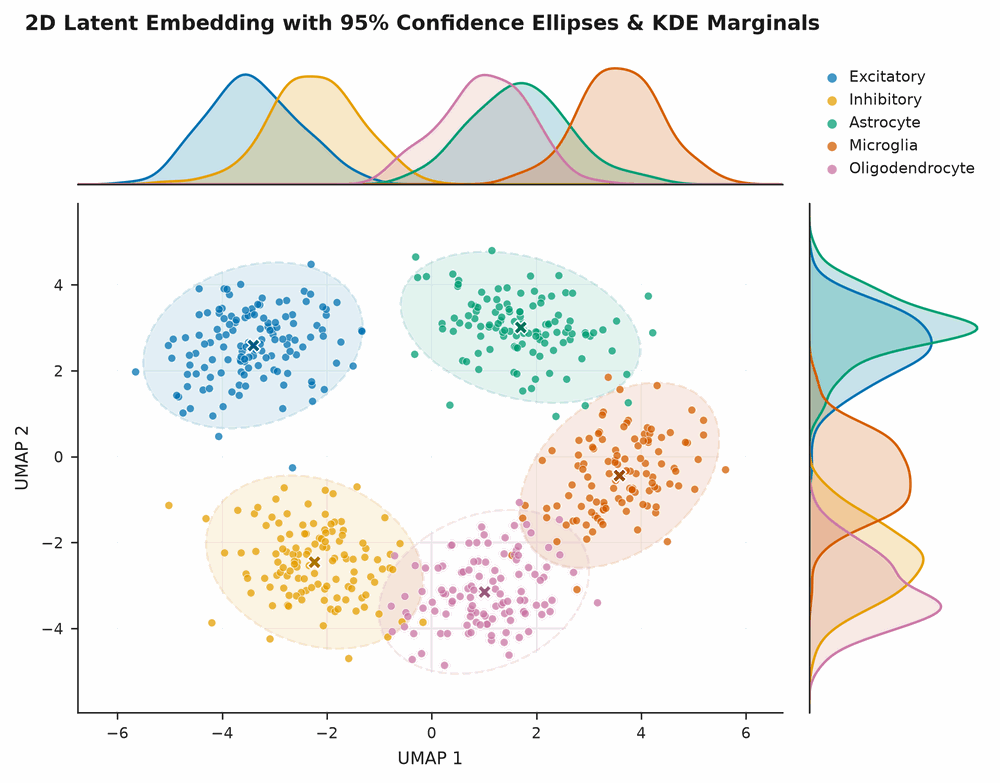 2D Latent Embedding with 95% Confidence Ellipses & KDE Marginals
Excitatory
Inhibitory
Astrocyte
Microglia
Oligodendrocyte
4
2
0
−2
−4
UMAP 2
−6
−4
−2
0
2
4
6
UMAP 1